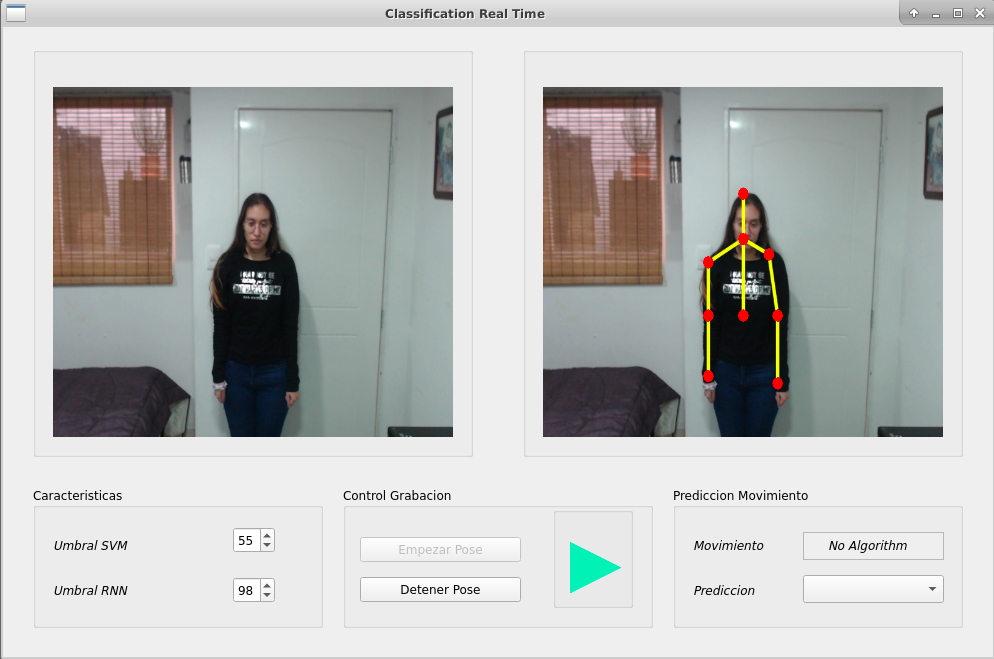 Classification Real Time
Caracteristicas
Umbral SVM
55
Umbral RNN
98
Control Grabacion
Empezar Pose
Detener Pose
Prediccion Movimiento
Movimiento
No Algorithm
Prediccion